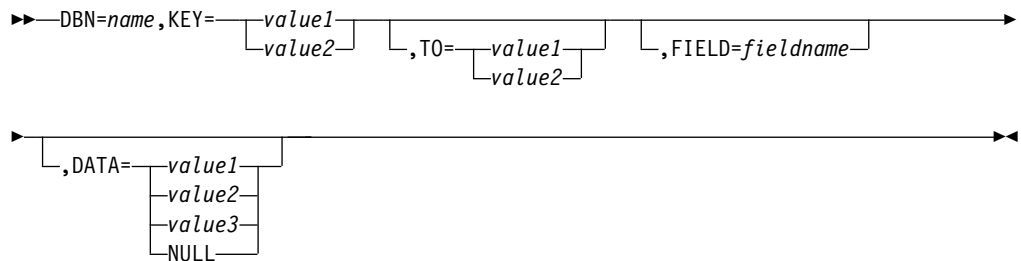 DBN=name,KEY= value1 ,TO= value1 ,FIELD=fieldname
value2 value2
,DATA= value1
value2
value3
NULL